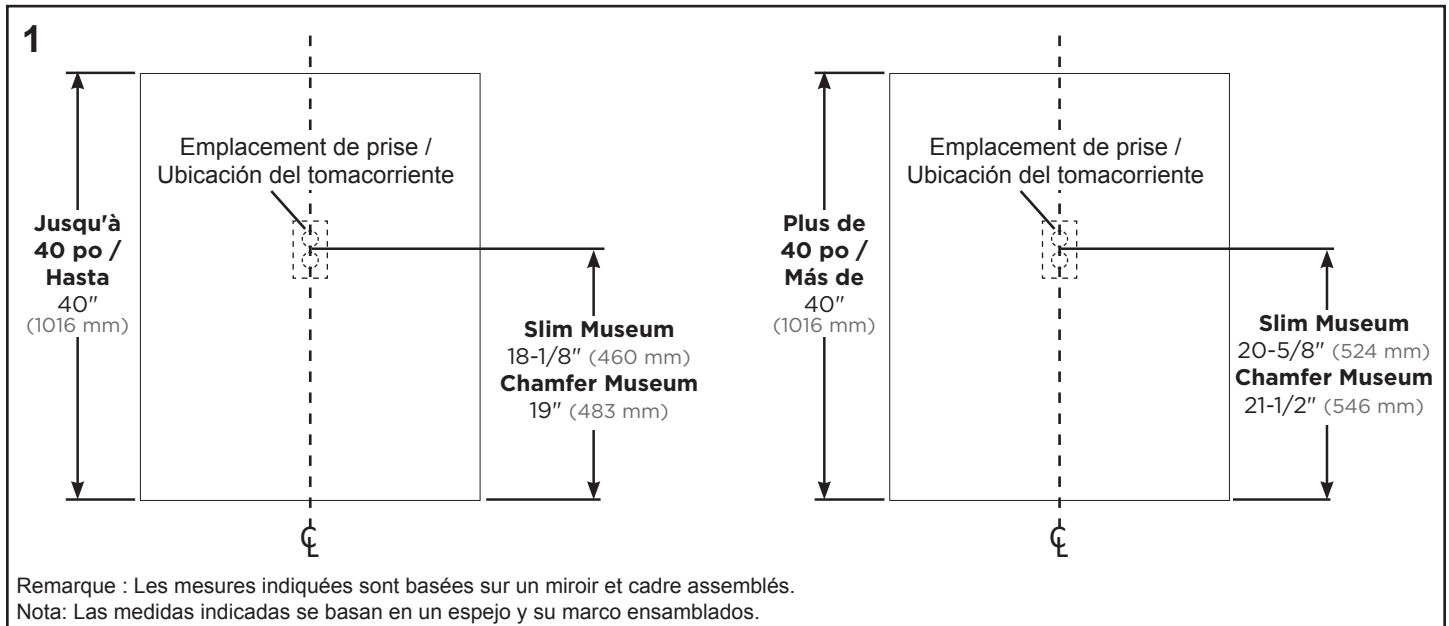 1
Emplacement de prise /
Ubicación del tomacorriente
Jusqu'à
40 po /
Hasta
40"
(1016 mm)
Slim Museum
18-1/8" (460 mm)
Chamfer Museum
19" (483 mm)
℄
Emplacement de prise /
Ubicación del tomacorriente
Plus de
40 po /
Más de
40"
(1016 mm)
Slim Museum
20-5/8" (524 mm)
Chamfer Museum
21-1/2" (546 mm)
℄
Remarque : Les mesures indiquées sont basées sur un miroir et cadre assemblés.
Nota: Las medidas indicadas se basan en un espejo y su marco ensamblados.